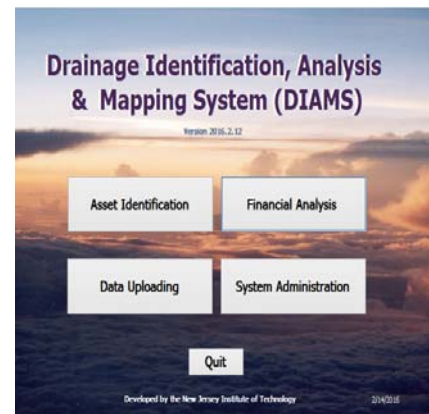 Drainage Identification, Analysis
& Mapping System (DIAMS)
Version 2016.2.12
Asset Identification
Financial Analysis
Data Uploading
System Administration
Quit
Developed by the New Jersey Institute of Technology
2/14/2016